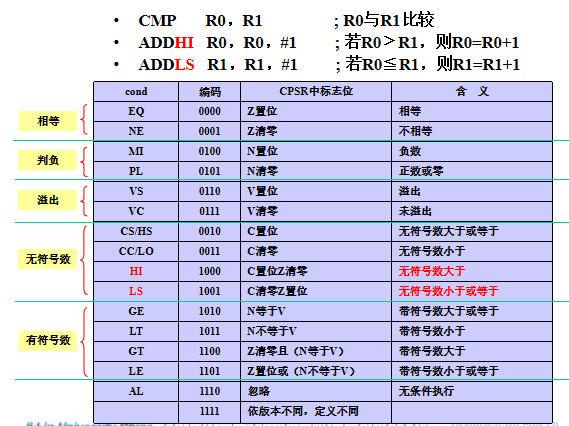 • CMP R0，R1 ; R0与R1比较
• ADDHI R0，R0，#1 ; 若R0＞R1，则R0=R0+1
• ADDLS R1，R1，#1 ; 若R0≦R1，则R1=R1+1
cond 编码 CPSR中标志位 含 义
相等
EQ 0000 Z置位 相等
NE 0001 Z清零 不相等
判负
MI 0100 N置位 负数
PL 0101 N清零 正数或零
溢出
VS 0110 V置位 溢出
VC 0111 V清零 未溢出
无符号数
CS/HS 0010 C置位 无符号数大于或等于
CC/LO 0011 C清零 无符号数小于
HI 1000 C置位Z清零 无符号数大于
LS 1001 C清零Z置位 无符号数小于或等于
有符号数
GE 1010 N等于V 带符号数大于或等于
LT 1011 N不等于V 带符号数小于
GT 1100 Z清零且（N等于V） 带符号数大于
LE 1101 Z置位或（N不等于V） 带符号数小于或等于
AL 1110 忽略 无条件执行
1111 依版本不同，定义不同